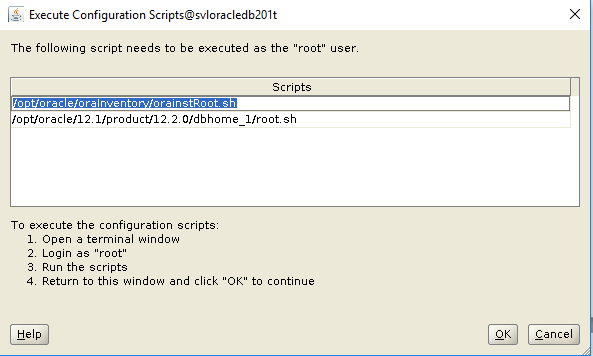 Execute Configuration Scripts@svloracledb201t
The following script needs to be executed as the "root" user.
Scripts
/opt/oracle/oraInventory/orainstRoot.sh
/opt/oracle/12.1/product/12.2.0/dbhome_1/root.sh
To execute the configuration scripts:
1. Open a terminal window
2. Login as "root"
3. Run the scripts
4. Return to this window and click "OK" to continue
Help OK Cancel